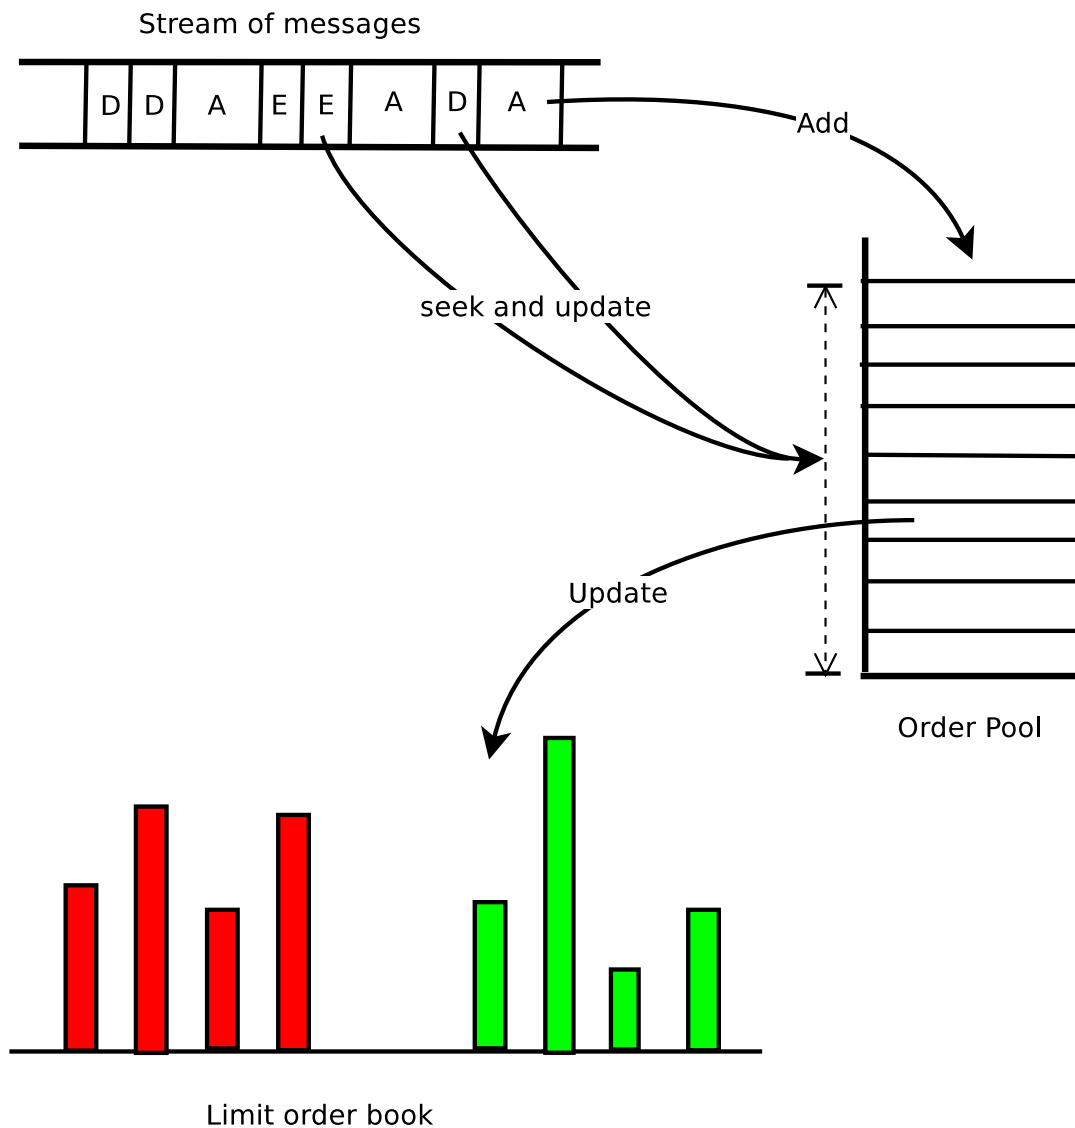 Stream of messages
D D A E E A D A
Add
seek and update
Update
Order Pool
Limit order book